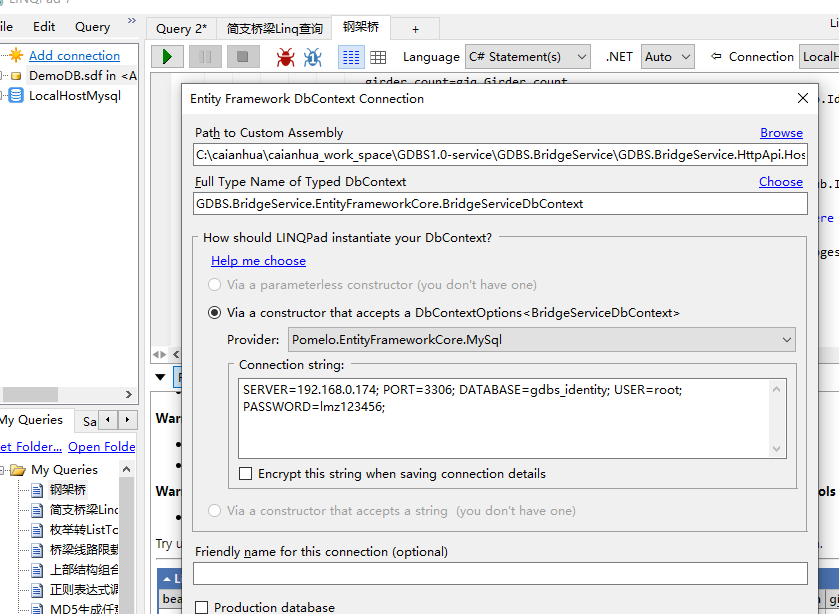 LINQPad 7
File Edit Query »
Query 2* 简支桥梁Linq查询 钢架桥 +
Add connection
DemoDB.sdf in <A
LocalHostMysql
Language C# Statement(s) .NET Auto Connection LocalH
girder_count=gig.Girder_count
Entity Framework DbContext Connection
Path to Custom Assembly Browse
C:\caianhua\caianhua_work_space\GDBS1.0-service\GDBS.BridgeService\GDBS.BridgeService.HttpApi.Hos
Full Type Name of Typed DbContext Choose
GDBS.BridgeService.EntityFrameworkCore.BridgeServiceDbContext
How should LINQPad instantiate your DbContext?
Help me choose
Via a parameterless constructor (you don't have one)
Via a constructor that accepts a DbContextOptions<BridgeServiceDbContext>
Provider: Pomelo.EntityFrameworkCore.MySql
Connection string:
SERVER=192.168.0.174; PORT=3306; DATABASE=gdbs_identity; USER=root;
PASSWORD=lmz123456;
Encrypt this string when saving connection details
Via a constructor that accepts a string (you don't have one)
Friendly name for this connection (optional)
Production database
My Queries Sa
et Folder... Open Folde
My Queries
钢架桥
简支桥梁Linc
枚举转ListTc
桥梁线路限载
上部结构组合
正则表达式调
MD5生成任意
War
War
Try u
bea
b.Id
b.I
ere
ges
ols
gi